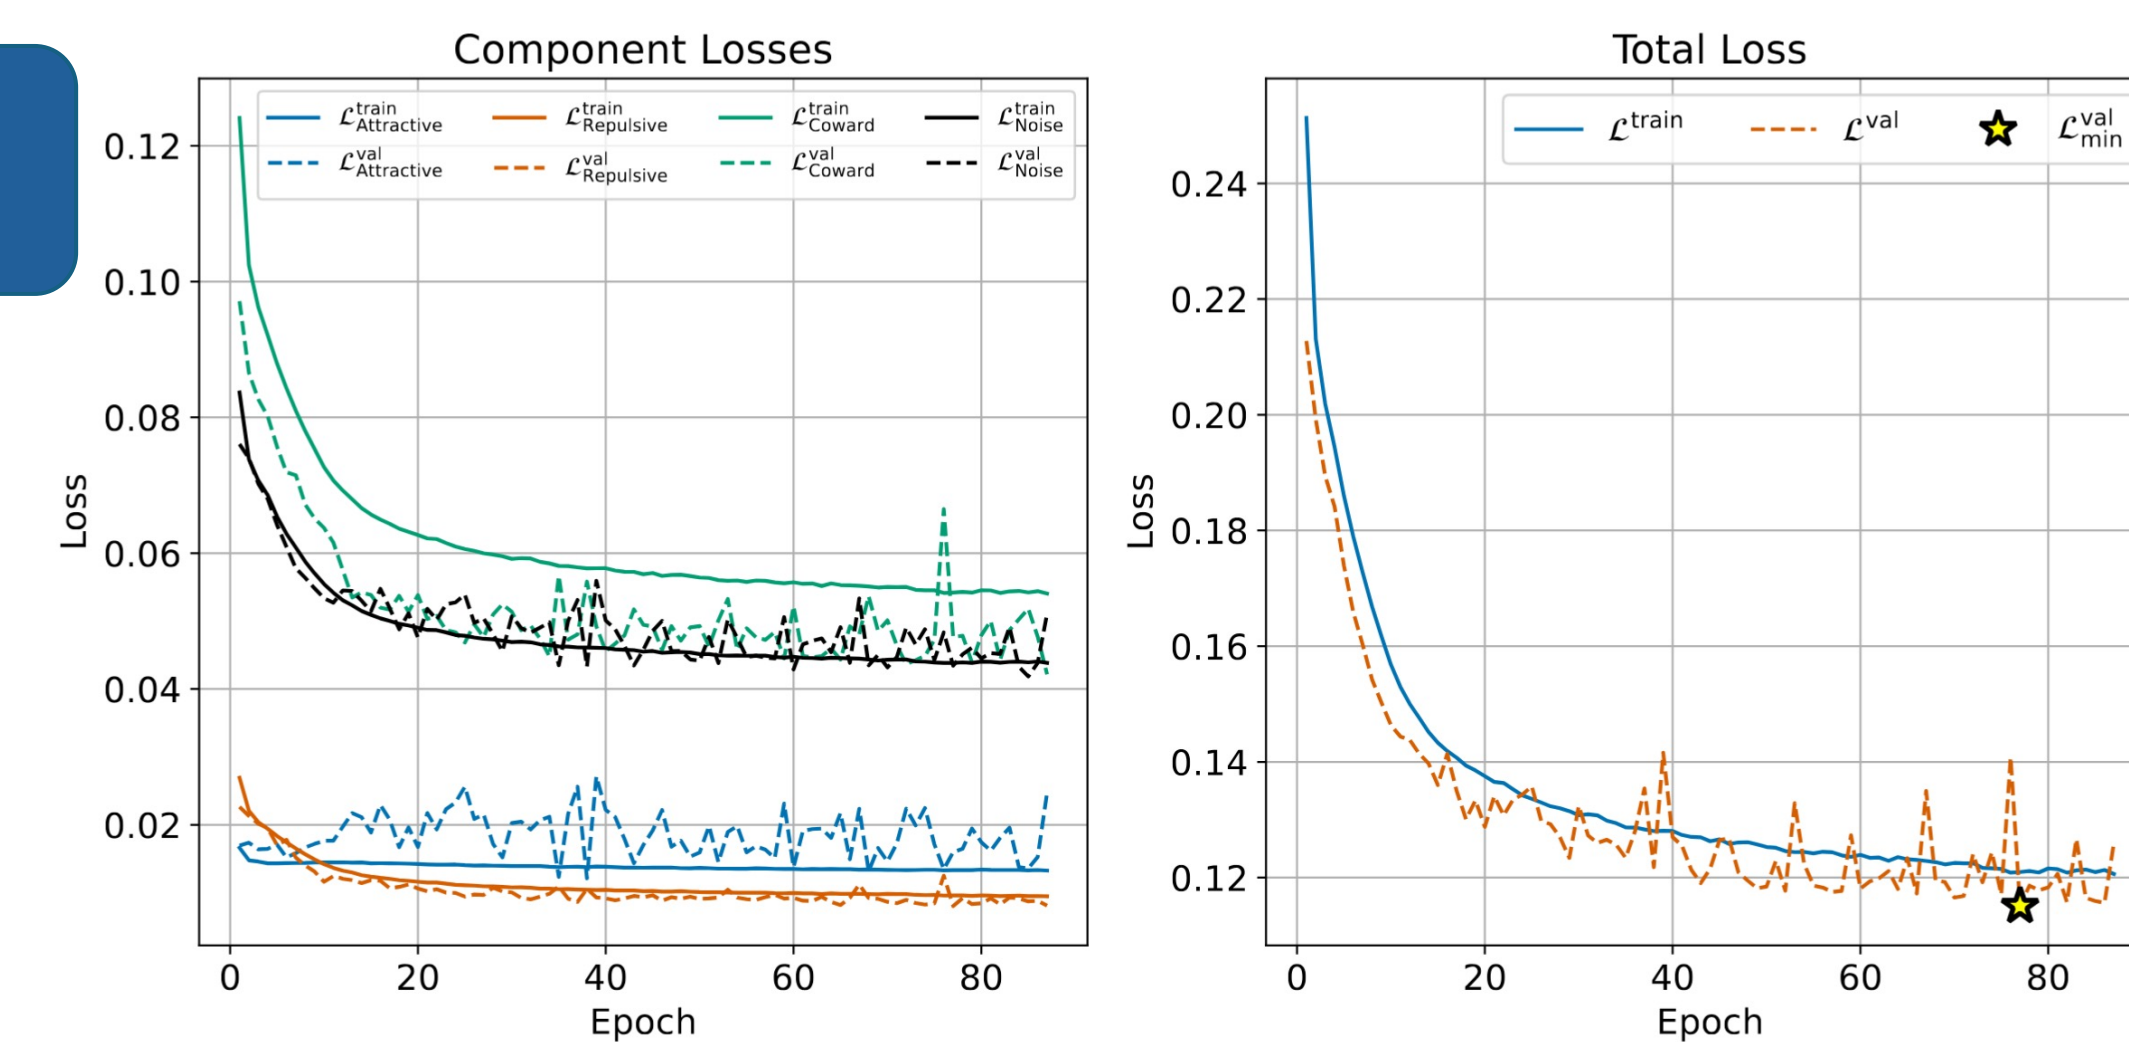 Component Losses
ℒ^train_Attractive ℒ^train_Repulsive ℒ^train_Coward ℒ^train_Noise
ℒ^val_Attractive ℒ^val_Repulsive ℒ^val_Coward ℒ^val_Noise
0.12
0.10
0.08
0.06
0.04
0.02
Loss
0 20 40 60 80
Epoch
Total Loss
ℒ^train ℒ^val ℒ^val_min
0.24
0.22
0.20
0.18
0.16
0.14
0.12
Loss
0 20 40 60 80
Epoch